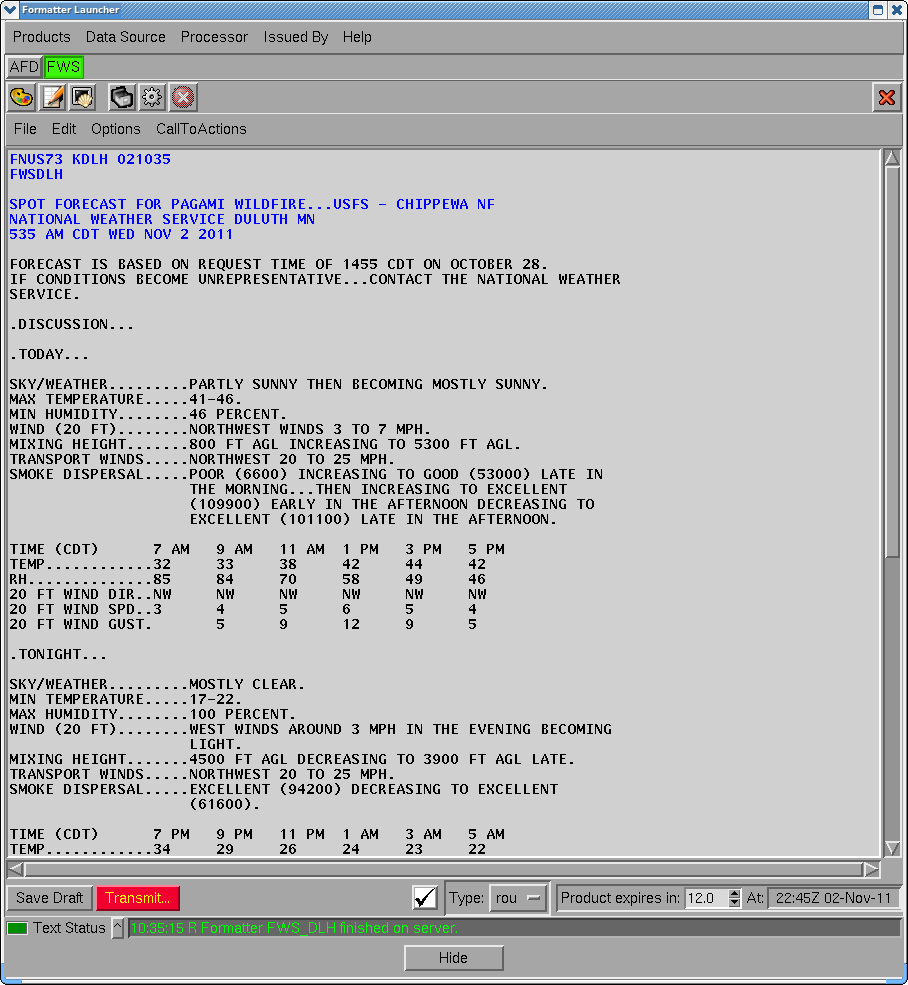 Formatter Launcher
Products Data Source Processor Issued By Help
AFD FWS
File Edit Options CallToActions
FNUS73 KDLH 021035
FWSDLH
SPOT FORECAST FOR PAGAMI WILDFIRE...USFS - CHIPPEWA NF
NATIONAL WEATHER SERVICE DULUTH MN
535 AM CDT WED NOV 2 2011
FORECAST IS BASED ON REQUEST TIME OF 1455 CDT ON OCTOBER 28.
IF CONDITIONS BECOME UNREPRESENTATIVE...CONTACT THE NATIONAL WEATHER
SERVICE.
.DISCUSSION...
.TODAY...
SKY/WEATHER.........PARTLY SUNNY THEN BECOMING MOSTLY SUNNY.
MAX TEMPERATURE.....41-46.
MIN HUMIDITY........46 PERCENT.
WIND (20 FT)........NORTHWEST WINDS 3 TO 7 MPH.
MIXING HEIGHT.......800 FT AGL INCREASING TO 5300 FT AGL.
TRANSPORT WINDS.....NORTHWEST 20 TO 25 MPH.
SMOKE DISPERSAL.....POOR (6600) INCREASING TO GOOD (53000) LATE IN
THE MORNING...THEN INCREASING TO EXCELLENT
(109900) EARLY IN THE AFTERNOON DECREASING TO
EXCELLENT (101100) LATE IN THE AFTERNOON.
TIME (CDT) 7 AM 9 AM 11 AM 1 PM 3 PM 5 PM
TEMP............32 33 38 42 44 42
RH..............85 84 70 58 49 46
20 FT WIND DIR..NW NW NW NW NW NW
20 FT WIND SPD..3 4 5 6 5 4
20 FT WIND GUST. 5 9 12 9 5
.TONIGHT...
SKY/WEATHER.........MOSTLY CLEAR.
MIN TEMPERATURE.....17-22.
MAX HUMIDITY........100 PERCENT.
WIND (20 FT)........WEST WINDS AROUND 3 MPH IN THE EVENING BECOMING
LIGHT.
MIXING HEIGHT.......4500 FT AGL DECREASING TO 3900 FT AGL LATE.
TRANSPORT WINDS.....NORTHWEST 20 TO 25 MPH.
SMOKE DISPERSAL.....EXCELLENT (94200) DECREASING TO EXCELLENT
(61600).
TIME (CDT) 7 PM 9 PM 11 PM 1 AM 3 AM 5 AM
TEMP............34 29 26 24 23 22
Save Draft Transmit... Type: rou Product expires in: 12.0 At: 22:45Z 02-Nov-11
Text Status ^ 10:35:15 R Formatter FWS_DLH finished on server.
Hide